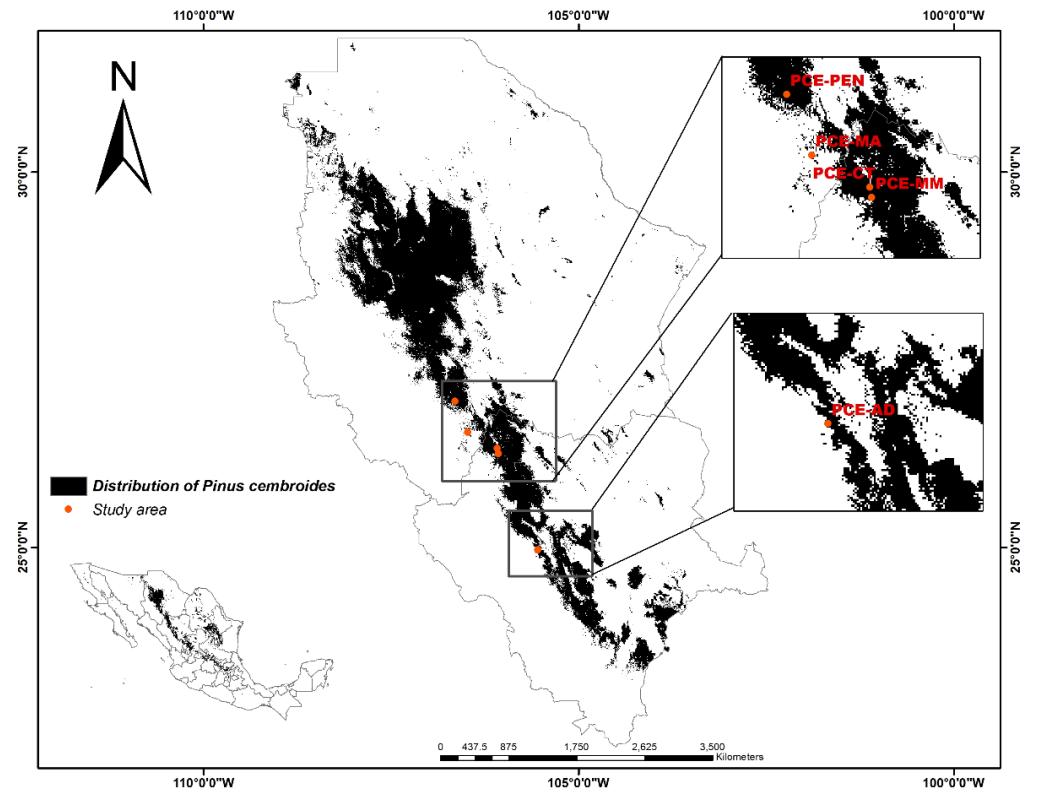 110°0'0"W 105°0'0"W 100°0'0"W
N
PCE-PEN
PCE-MA
PCE-CT
PCE-MM
30°0'0"N
30°0'0"N
PCE-AD
Distribution of Pinus cembroides
Study area
25°0'0"N
25°0'0"N
0 437.5 875 1,750 2,625 3,500
Kilometers
110°0'0"W 105°0'0"W 100°0'0"W